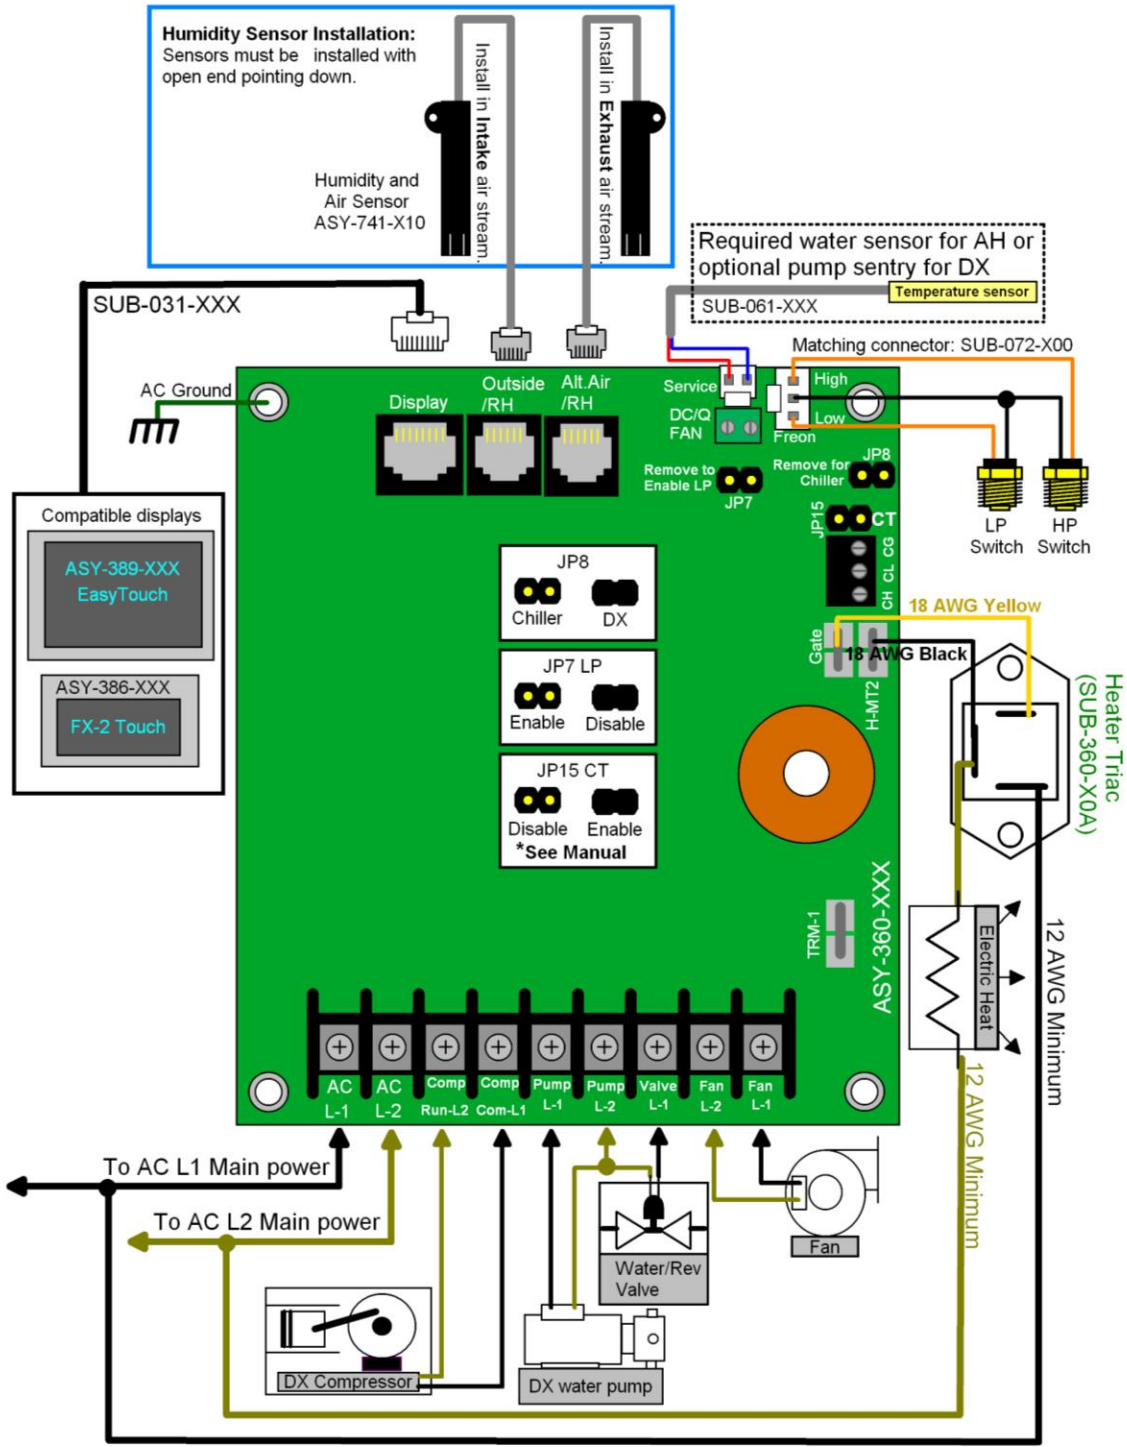 Humidity Sensor Installation:
Sensors must be installed with
open end pointing down.
Install in Intake air stream.
Install in Exhaust air stream.
Humidity and
Air Sensor
ASY-741-X10
Required water sensor for AH or
optional pump sentry for DX
Temperature sensor
SUB-061-XXX
SUB-031-XXX
Matching connector: SUB-072-X00
AC Ground
Display
Outside
/RH
Alt.Air
/RH
Service
DC/Q
FAN
High
Low
Freon
Remove to
Enable LP
JP7
Remove for
Chiller
JP8
JP15
CT
CG
CL
CH
LP
Switch
HP
Switch
Compatible displays
ASY-389-XXX
EasyTouch
ASY-386-XXX
FX-2 Touch
JP8
Chiller
DX
JP7 LP
Enable
Disable
JP15 CT
Disable
Enable
*See Manual
18 AWG Yellow
Gate
18 AWG Black
H-MT2
Heater Triac
(SUB-360-X0A)
TRM-1
ASY-360-XXX
Electric Heat
12 AWG Minimum
12 AWG Minimum
AC
L-1
AC
L-2
Comp
Run-L2
Comp
Com-L1
Pump
L-1
Pump
L-2
Valve
L-1
Fan
L-2
Fan
L-1
To AC L1 Main power
To AC L2 Main power
Water/Rev
Valve
Fan
DX Compressor
DX water pump